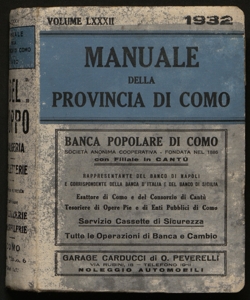 VOLUME LXXXII
1932
MANUALE
DELLA
PROVINCIA DI COMO
BANCA POPOLARE DI COMO
SOCIETÀ ANONIMA COOPERATIVA - FONDATA NEL
con Filiale in CANTÙ
RAPPRESENTANTE DEL BANCO DI NAPOLI
E CORRISPONDENTE DELLA BANCA D'ITALIA E DEL BANCO DI SICILIA
Esattore di Como e del Consorzio di Cantù
Tesoriere di Opere Pie e di Enti Pubblici di Como
Servizio Cassette di Sicurezza
Tutte le Operazioni di Banca e Cambio
GARAGE CARDUCCI di O. PEVERELLI
NOLEGGIO AUTOMOBILI